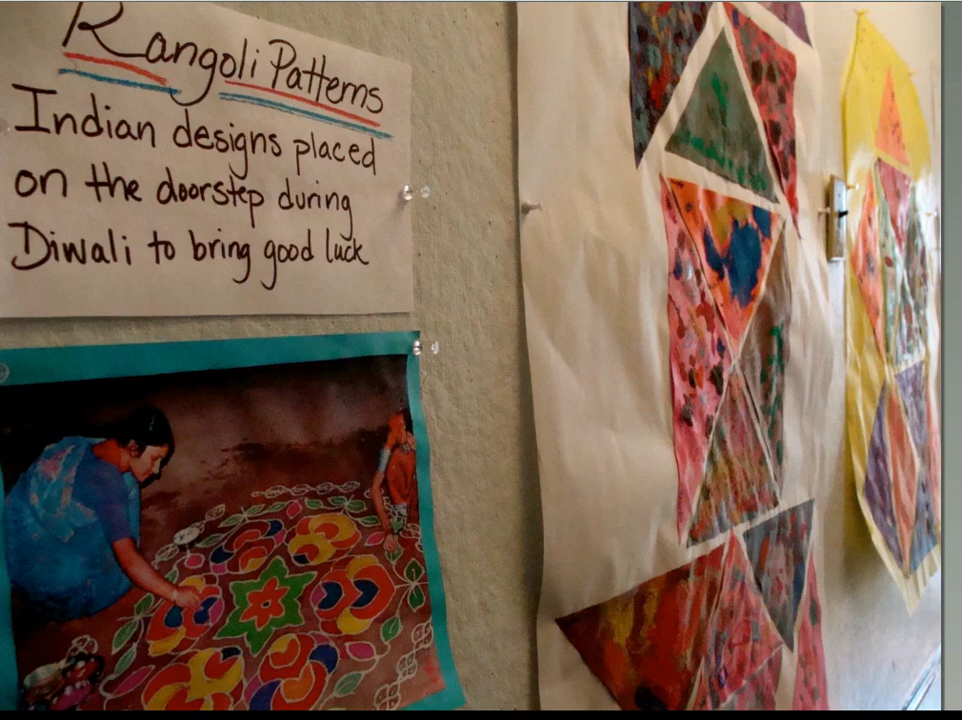 Rangoli Patterns
Indian designs placed
on the doorstep during
Diwali to bring good luck